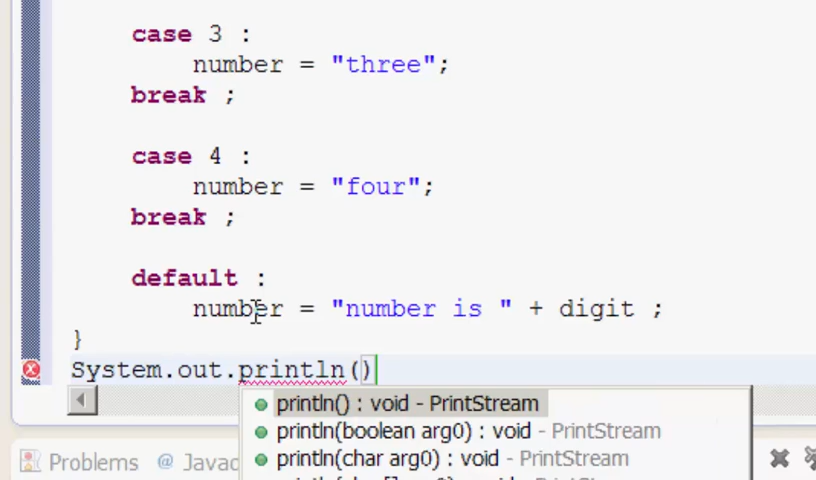 case 3 :
number = "three";
break ;
case 4 :
number = "four";
break ;
default :
number = "number is " + digit ;
}
System.out.println()
println() : void - PrintStream
println(boolean arg0) : void - PrintStream
println(char arg0) : void - PrintStream
Problems @